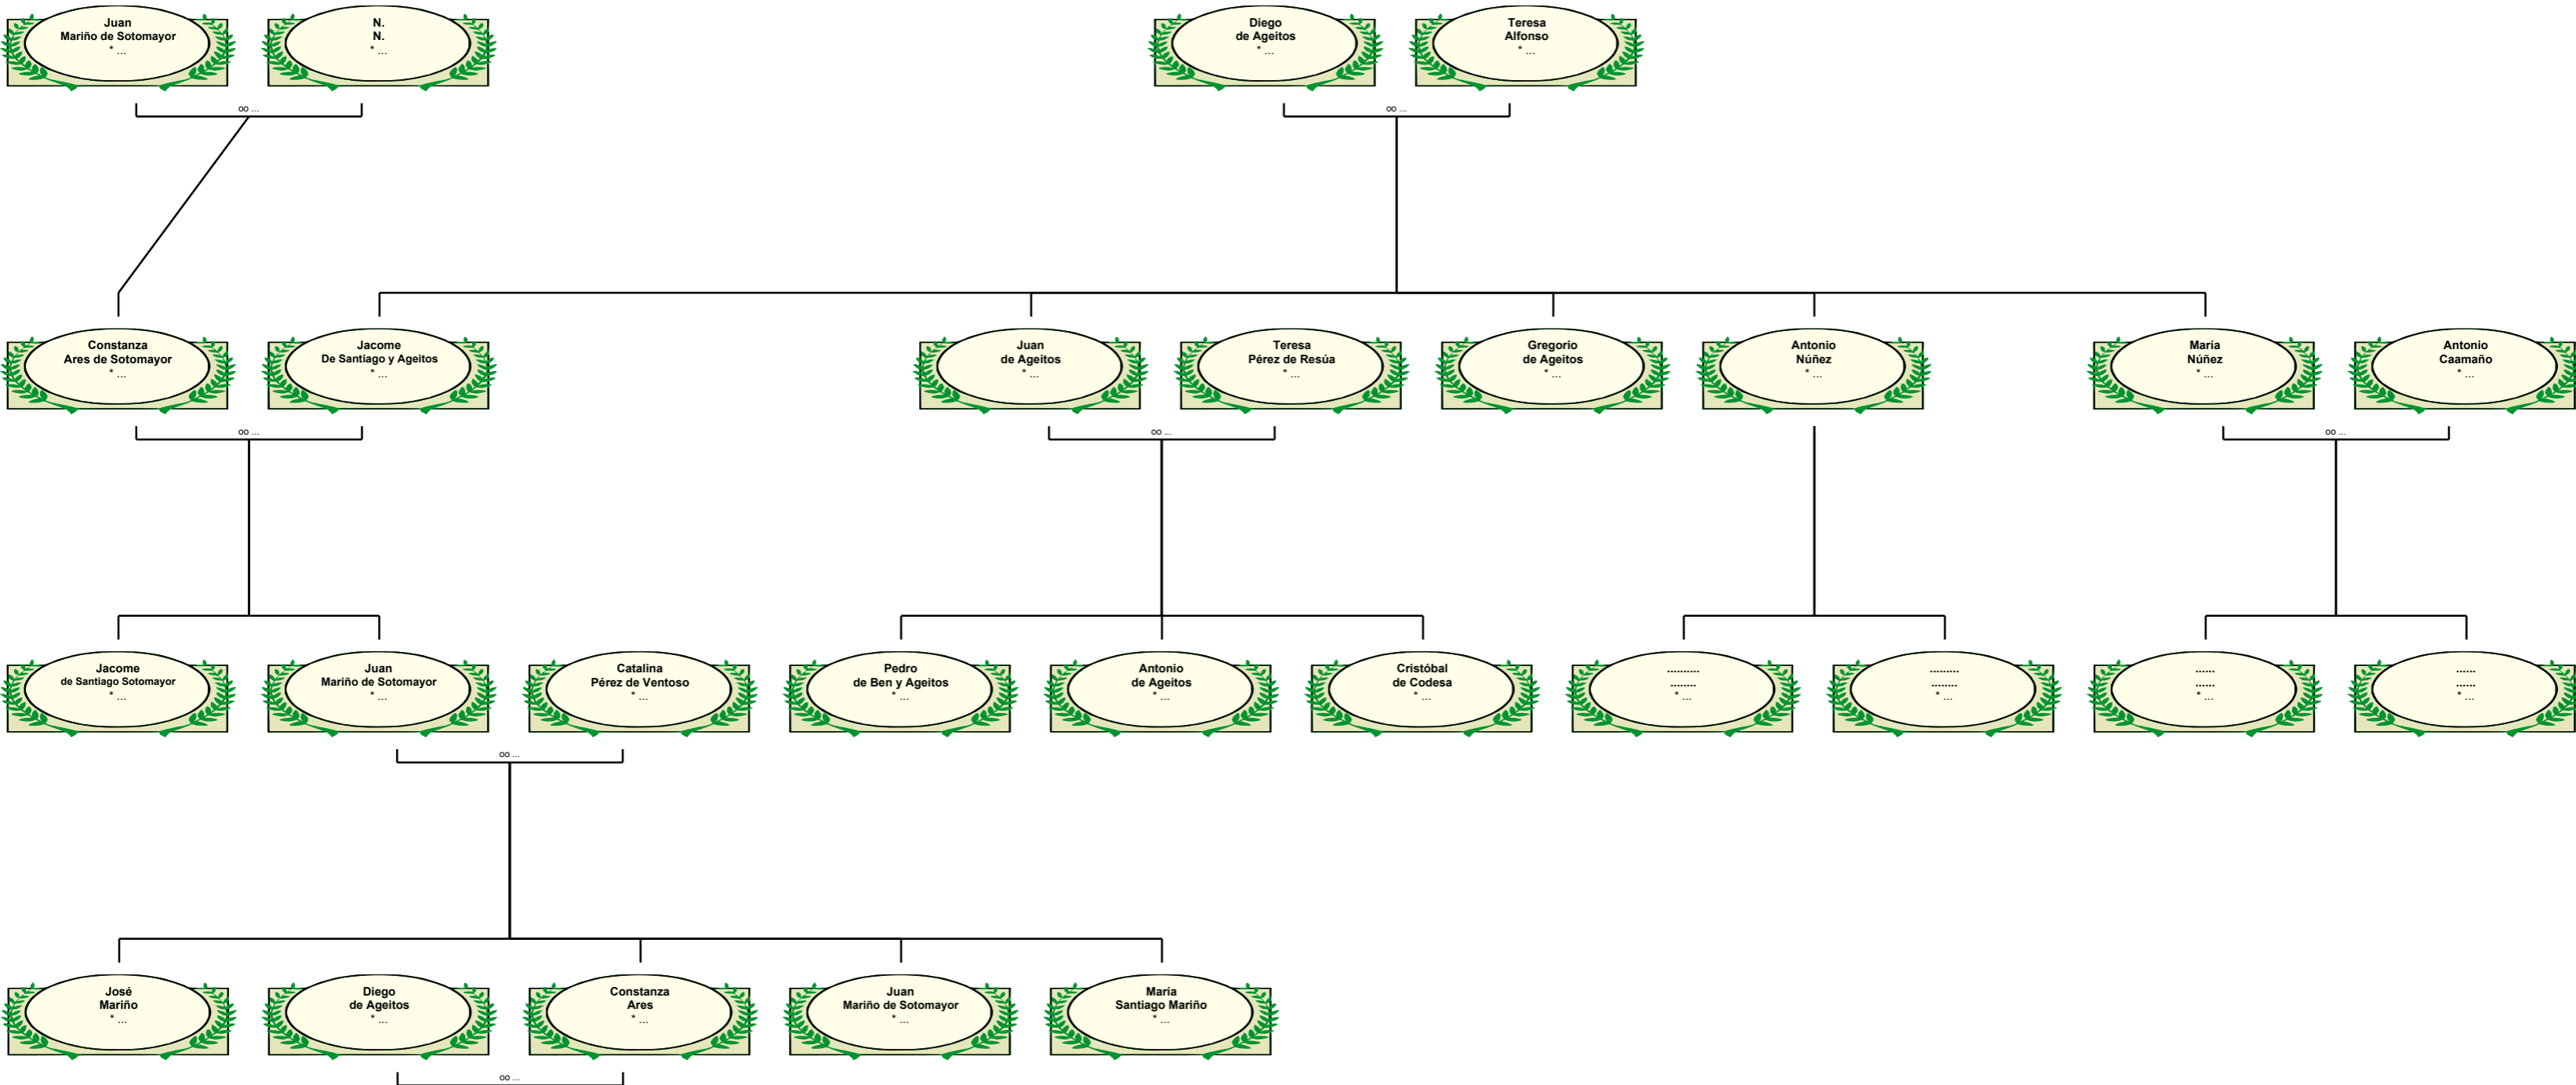 Juan
Mariño de Sotomayor
* ...
N.
N.
* ...
Diego
de Ageitos
* ...
Teresa
Alfonso
* ...
oo ...
oo ...
Constanza
Ares de Sotomayor
* ...
Jacome
De Santiago y Ageitos
* ...
Juan
de Ageitos
* ...
Teresa
Pérez de Resúa
* ...
Gregorio
de Ageitos
* ...
Antonio
Núñez
* ...
María
Núñez
* ...
Antonio
Caamaño
* ...
oo ...
oo ...
oo ...
Jacome
de Santiago Sotomayor
* ...
Juan
Mariño de Sotomayor
* ...
Catalina
Pérez de Ventoso
* ...
Pedro
de Ben y Ageitos
* ...
Antonio
de Ageitos
* ...
Cristóbal
de Codesa
* ...
..........
........
* ...
.........
........
* ...
......
......
* ...
......
......
* ...
oo ...
José
Mariño
* ...
Diego
de Ageitos
* ...
Constanza
Ares
* ...
Juan
Mariño de Sotomayor
* ...
María
Santiago Mariño
* ...
oo ...